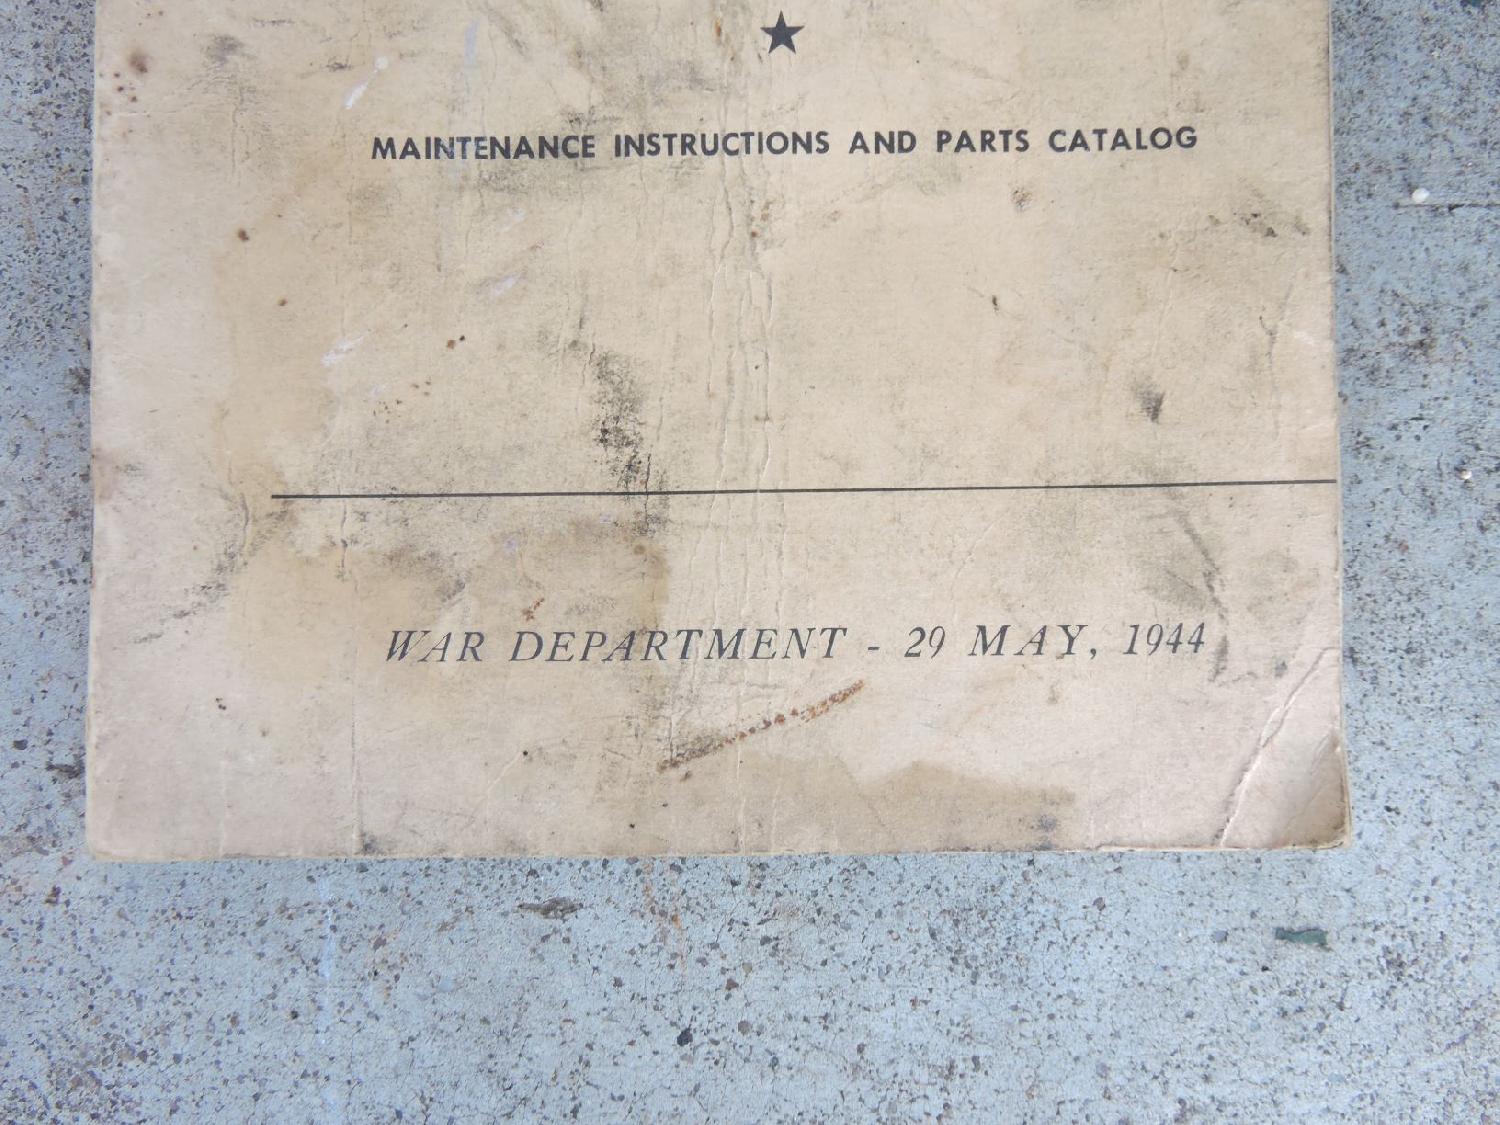 MAINTENANCE INSTRUCTIONS AND PARTS CATALOG
WAR DEPARTMENT - 29 MAY, 1944